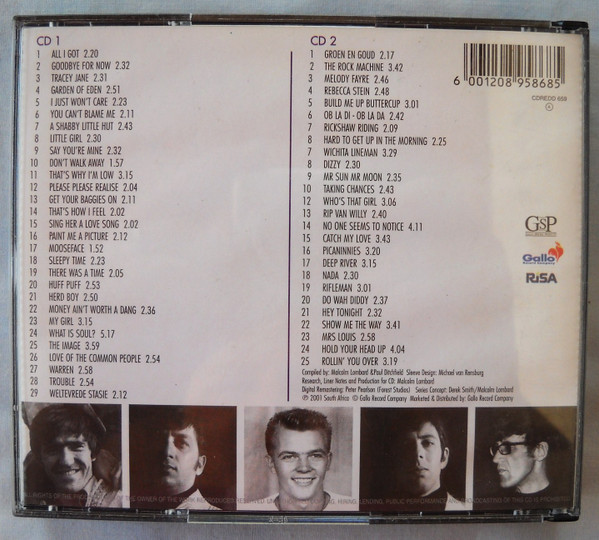 CD 1
1 ALL I GOT 2.20
2 GOODBYE FOR NOW 2.32
3 TRACEY JANE 2.31
4 GARDEN OF EDEN 2.51
5 I JUST WON'T CARE 2.23
6 YOU CAN'T BLAME ME 2.11
7 A SHABBY LITTLE HUT 2.43
8 LITTLE GIRL 2.30
9 SAY YOU'RE MINE 2.32
10 DON'T WALK AWAY 1.57
11 THAT'S WHY I'M LOW 3.15
12 PLEASE PLEASE REALISE 2.04
13 GET YOUR BAGGIES ON 2.11
14 THAT'S HOW I FEEL 2.02
15 SING HER A LOVE SONG 2.02
16 PAINT ME A PICTURE 2.12
17 MOOSEFACE 1.52
18 SLEEPY TIME 2.23
19 THERE WAS A TIME 2.05
20 HUFF PUFF 2.53
21 HERD BOY 2.50
22 MONEY AIN'T WORTH A DANG 2.36
23 MY GIRL 3.15
24 WHAT IS SOUL? 5.17
25 THE IMAGE 3.59
26 LOVE OF THE COMMON PEOPLE 2.54
27 WARREN 2.58
28 TROUBLE 2.54
29 WELTEVREDE STASIE 2.12
CD 2
1 GROEN EN GOUD 2.17
2 THE ROCK MACHINE 3.42
3 MELODY FAYRE 2.46
4 REBECCA STEIN 2.48
5 BUILD ME UP BUTTERCUP 3.01
6 OB LA DI - OB LA DA 2.42
7 RICKSHAW RIDING 2.09
8 HARD TO GET UP IN THE MORNING 2.25
7 WICHITA LINEMAN 3.29
8 DIZZY 2.30
9 MR SUN MR MOON 2.35
10 TAKING CHANCES 2.43
12 WHO'S THAT GIRL 3.06
13 RIP VAN WILLY 2.40
14 NO ONE SEEMS TO NOTICE 4.11
15 CATCH MY LOVE 3.43
16 PICANINNIES 3.20
17 DEEP RIVER 3.15
18 NADA 2.30
19 RIFLEMAN 3.01
20 DO WAH DIDDY 2.37
21 HEY TONIGHT 2.32
22 SHOW ME THE WAY 3.41
23 MRS LOUIS 2.58
24 HOLD YOUR HEAD UP 4.04
25 ROLLIN' YOU OVER 3.19
Compiled by: Malcolm Lombard &Paul Ditchfield Sleeve Design: Michael van Rensburg
Research, Liner Notes and Production for CD: Malcolm Lombard
Digital Remastering: Peter Pearlson (Forest Studios) Series Concept: Derek Smith/Malcolm Lombard
℗ 2001 South Africa © Gallo Record Company Marketed & Distributed by: Gallo Record Company
6 001208 958685
CDREDD 658
GSP
Gallo
RiSA